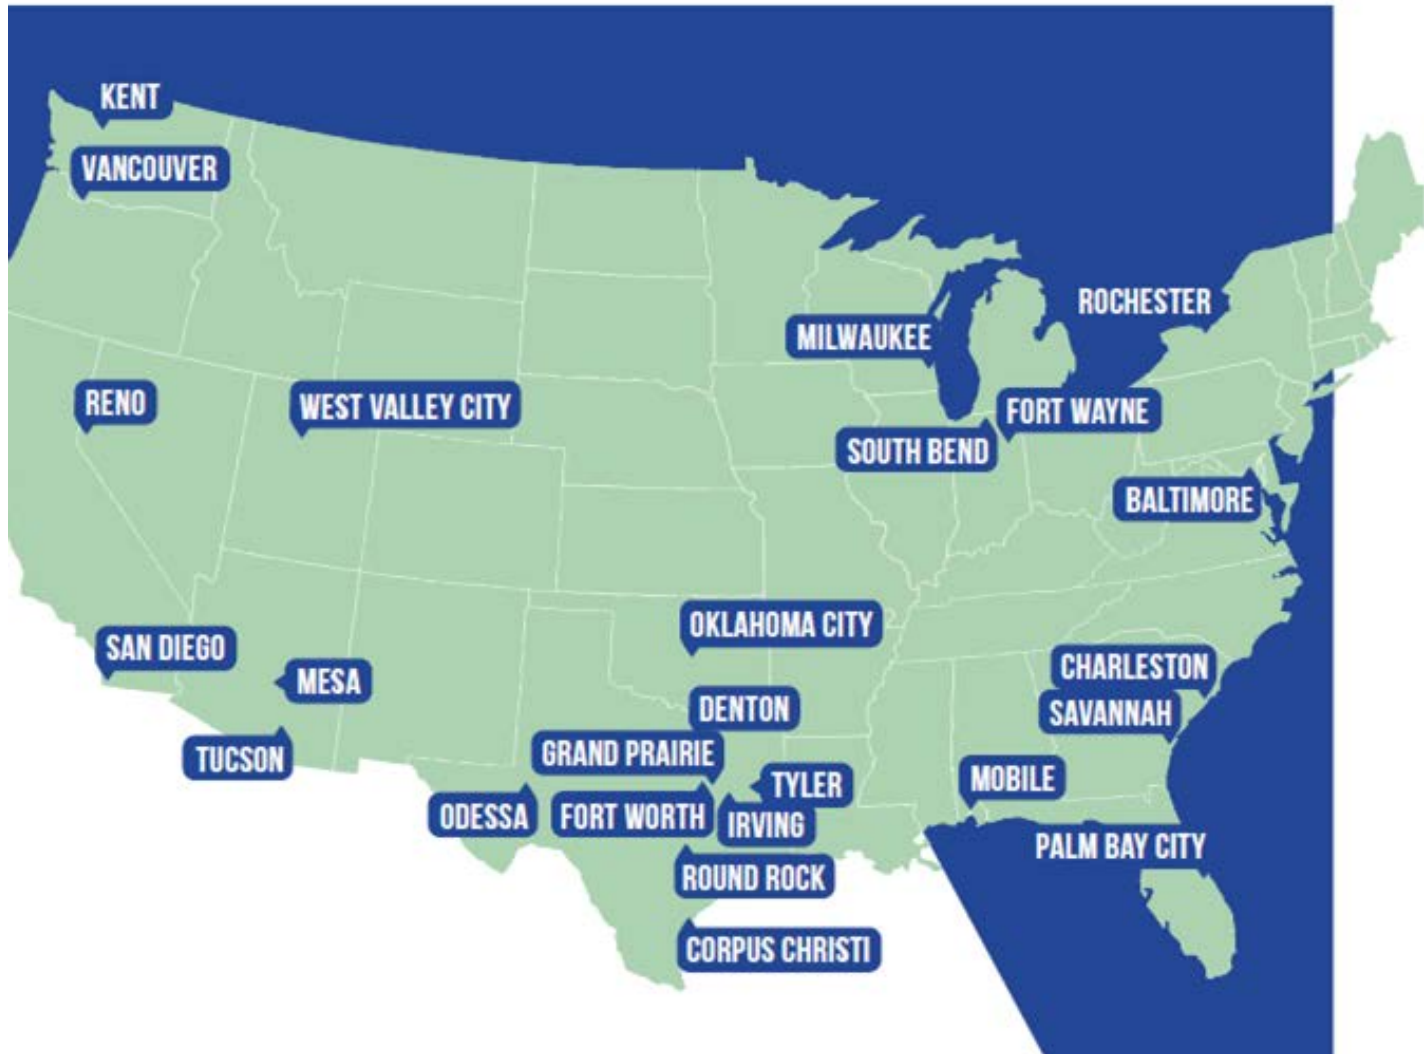 KENT
VANCOUVER
ROCHESTER
MILWAUKEE
RENO
WEST VALLEY CITY
FORT WAYNE
SOUTH BEND
BALTIMORE
OKLAHOMA CITY
SAN DIEGO
MESA
CHARLESTON
DENTON
SAVANNAH
TUCSON
GRAND PRAIRIE
TYLER
MOBILE
ODESSA
FORT WORTH
IRVING
PALM BAY CITY
ROUND ROCK
CORPUS CHRISTI